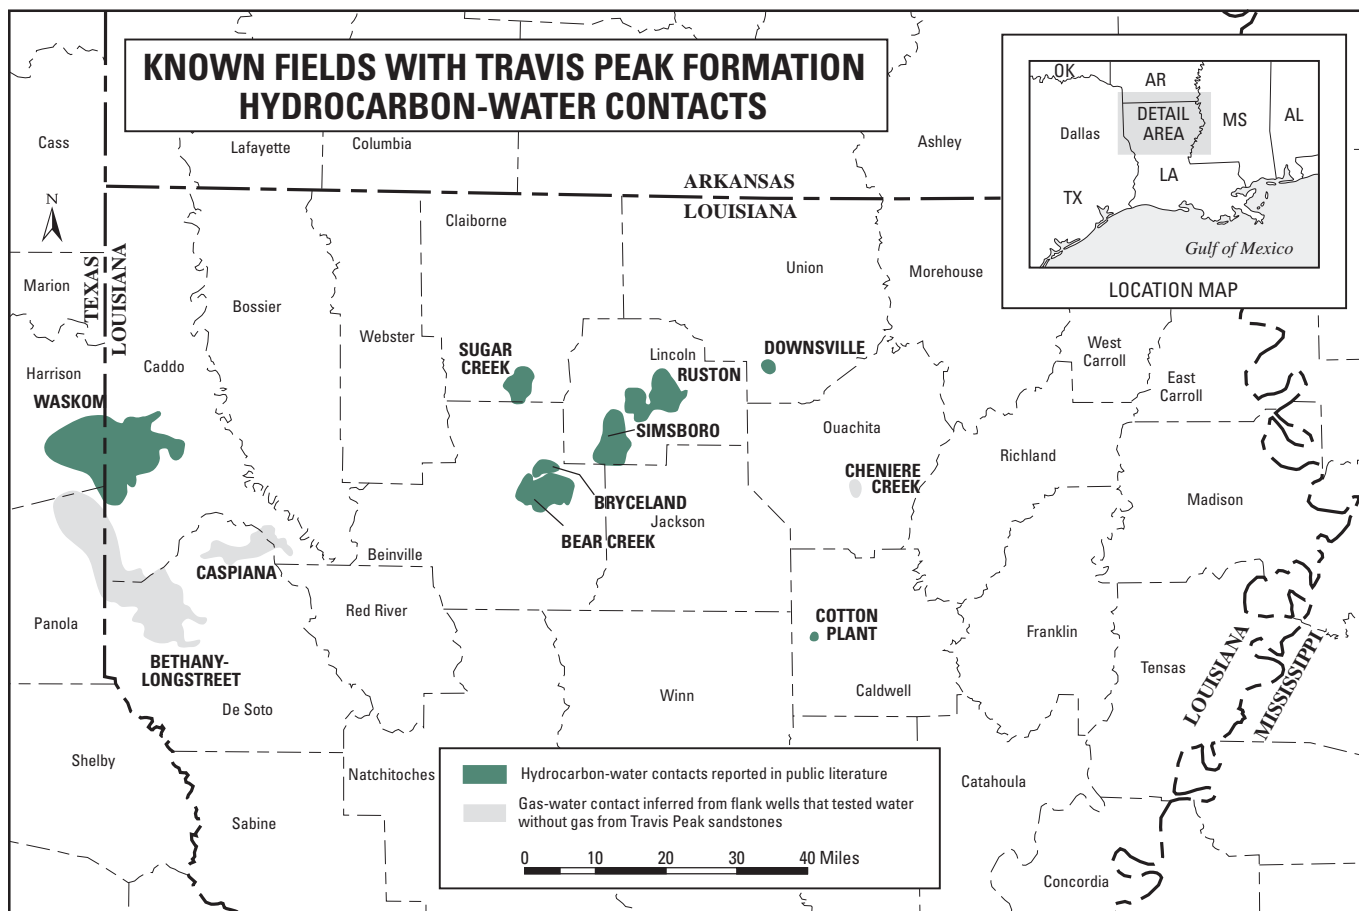 KNOWN FIELDS WITH TRAVIS PEAK FORMATION
HYDROCARBON-WATER CONTACTS
OK
AR
DETAIL
AREA
MS
AL
Dallas
LA
TX
Gulf of Mexico
LOCATION MAP
Cass
Lafayette
Columbia
Ashley
ARKANSAS
LOUISIANA
N
Claiborne
Union
Morehouse
Marion
TEXAS
LOUISIANA
Bossier
Webster
SUGAR
CREEK
Lincoln
RUSTON
DOWNSVILLE
West
Carroll
East
Carroll
Harrison
WASKOM
Caddo
SIMSBORO
Ouachita
Richland
CHENIERE
CREEK
Madison
BRYCELAND
Jackson
BEAR CREEK
Beinville
CASPIANA
Red River
Panola
COTTON
PLANT
Franklin
BETHANY-
LONGSTREET
Tensas
LOUISIANA
MISSISSIPPI
De Soto
Winn
Caldwell
Shelby
Natchitoches
Catahoula
Sabine
Concordia
Hydrocarbon-water contacts reported in public literature
Gas-water contact inferred from flank wells that tested water
without gas from Travis Peak sandstones
0 10 20 30 40 Miles